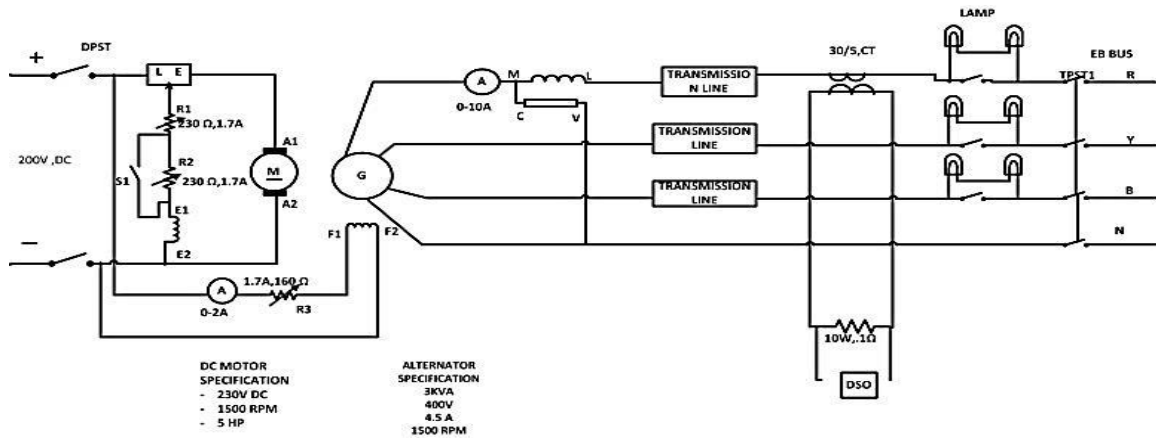 LAMP
DPST
30/5,CT
EB BUS
+
L E
A
M
L
TRANSMISSIO
N LINE
TPST1
R
0-10A
R1
230 Ω,1.7A
C
V
A1
TRANSMISSION
LINE
Y
200V ,DC
R2
S1
230 Ω,1.7A
M
G
TRANSMISSION
LINE
B
A2
E1
F1
F2
N
E2
1.7A,160 Ω
A
R3
0-2A
10W,.1Ω
DSO
DC MOTOR
SPECIFICATION
- 230V DC
- 1500 RPM
- 5 HP
ALTERNATOR
SPECIFICATION
3KVA
400V
4.5 A
1500 RPM